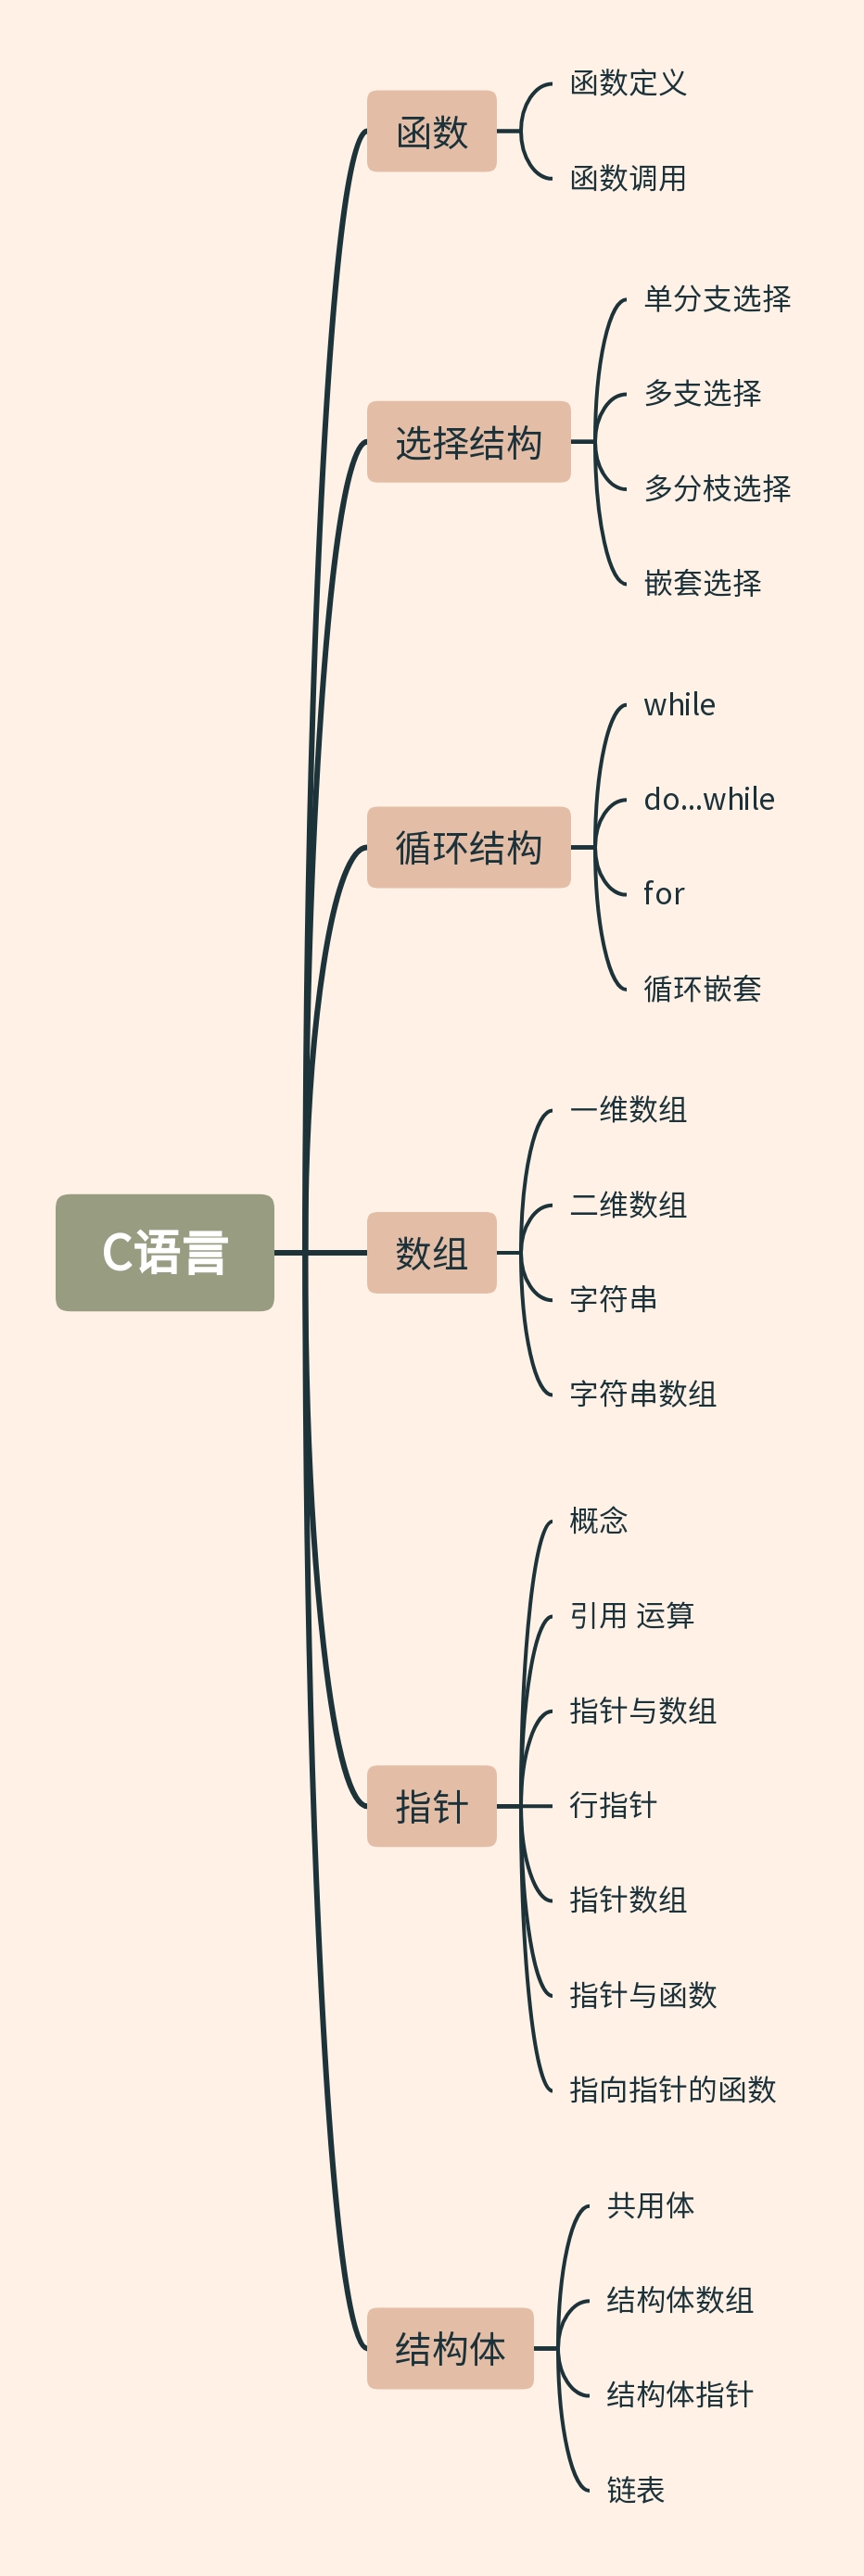 函数
函数定义
函数调用
选择结构
单分支选择
多支选择
多分枝选择
嵌套选择
循环结构
while
do...while
for
循环嵌套
C语言
数组
一维数组
二维数组
字符串
字符串数组
指针
概念
引用 运算
指针与数组
行指针
指针数组
指针与函数
指向指针的函数
结构体
共用体
结构体数组
结构体指针
链表